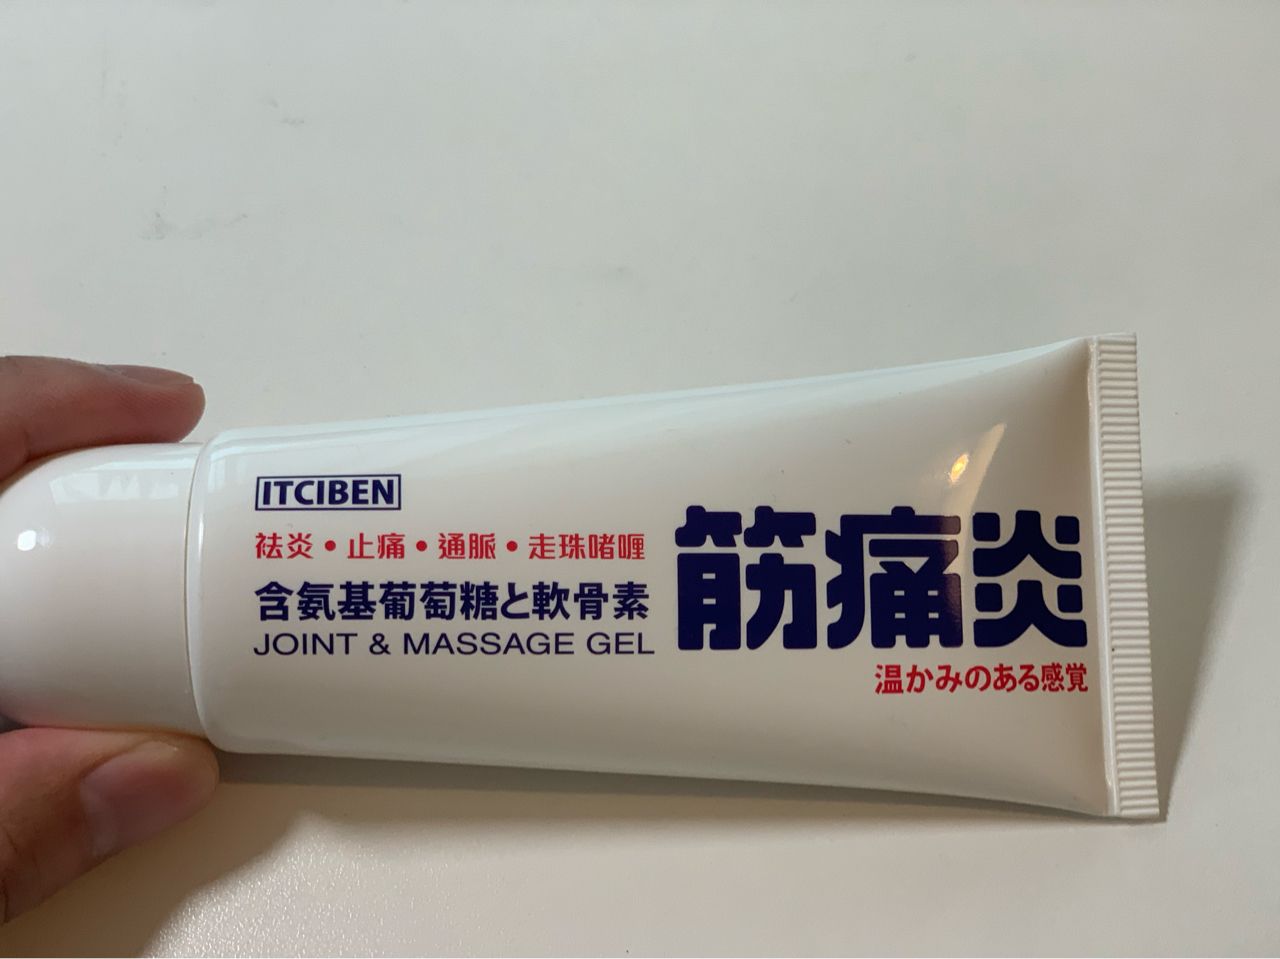 ITCIBEN
祛炎・止痛・通脈・走珠啫喱
含氨基葡萄糖と軟骨素
JOINT & MASSAGE GEL
筋痛炎
温かみのある感覚